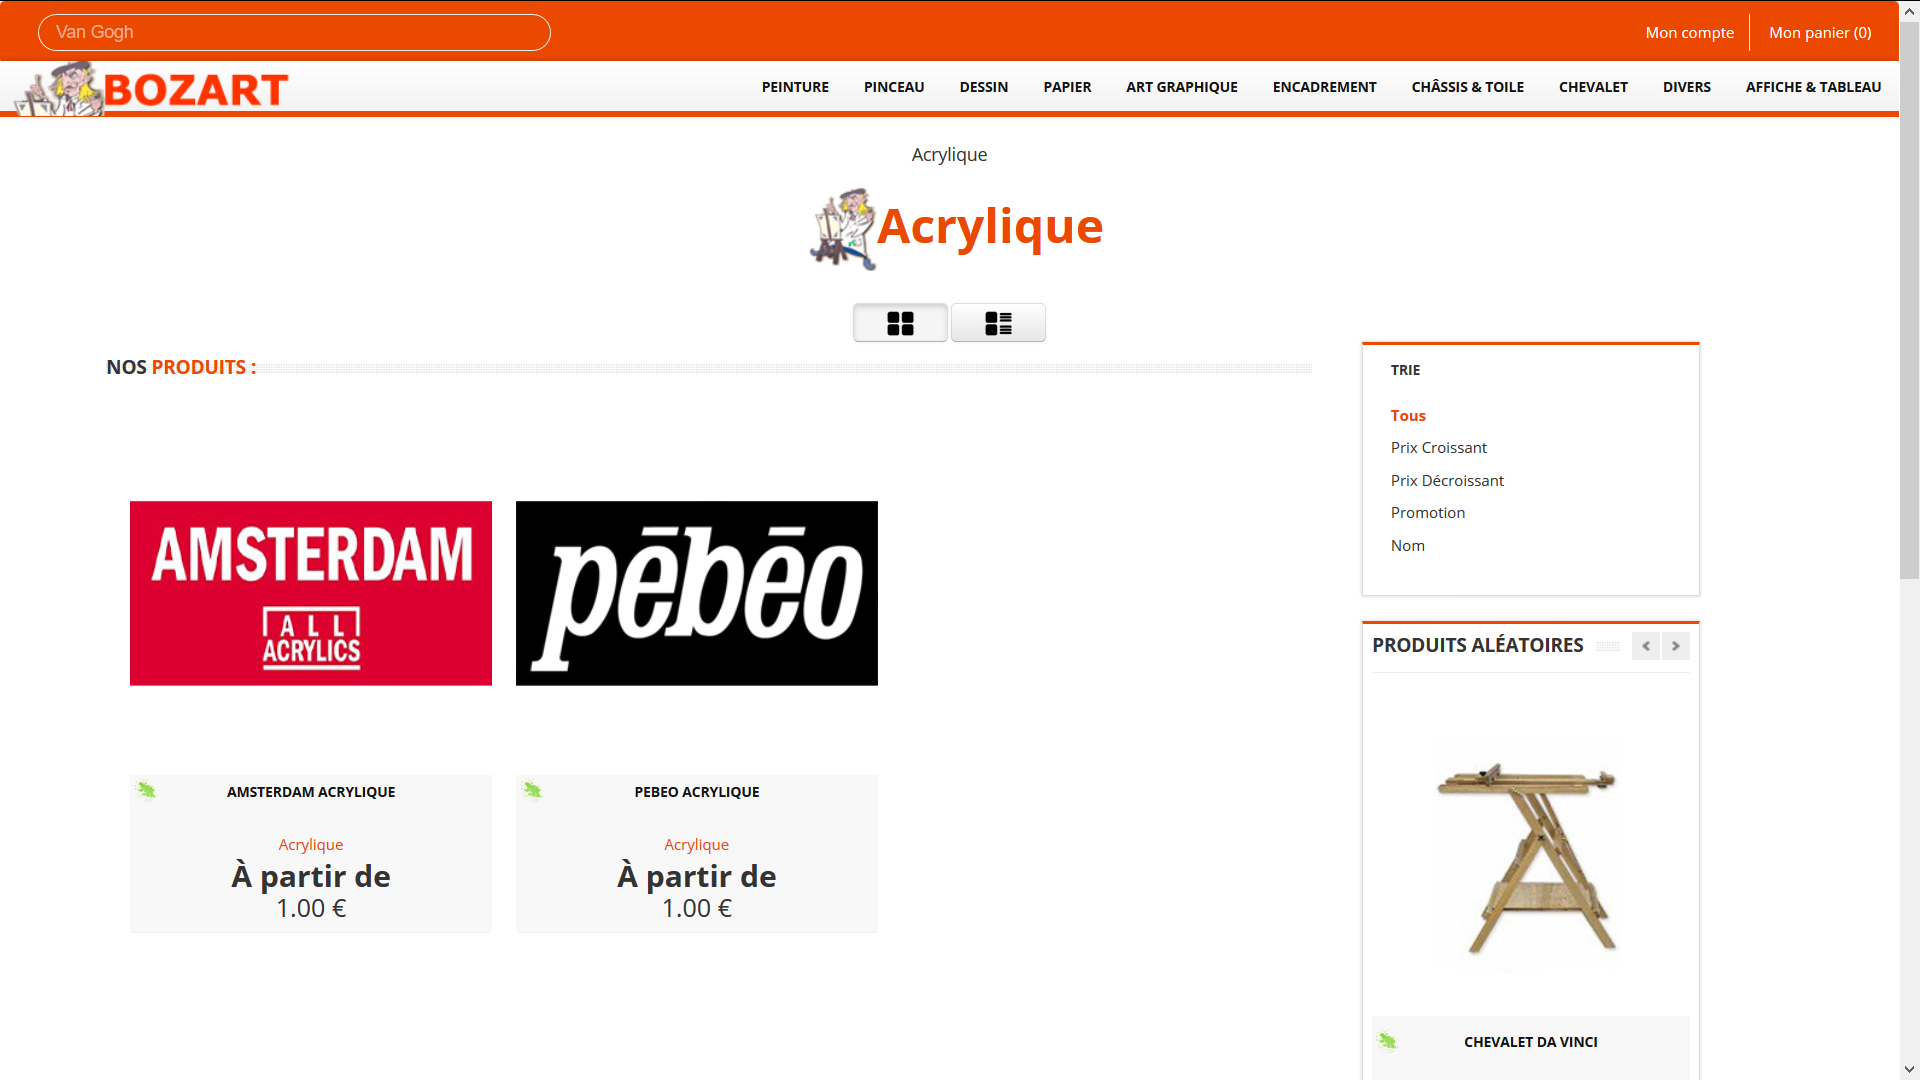 Van Gogh
Mon compte
Mon panier (0)
BOZART
PEINTURE
PINCEAU
DESSIN
PAPIER
ART GRAPHIQUE
ENCADREMENT
CHÂSSIS & TOILE
CHEVALET
DIVERS
AFFICHE & TABLEAU
Acrylique
Acrylique
NOS PRODUITS :
AMSTERDAM
ALL
ACRYLICS
pēbēo
AMSTERDAM ACRYLIQUE
Acrylique
À partir de
1.00 €
PEBEO ACRYLIQUE
Acrylique
À partir de
1.00 €
TRIE
Tous
Prix Croissant
Prix Décroissant
Promotion
Nom
PRODUITS ALÉATOIRES
CHEVALET DA VINCI